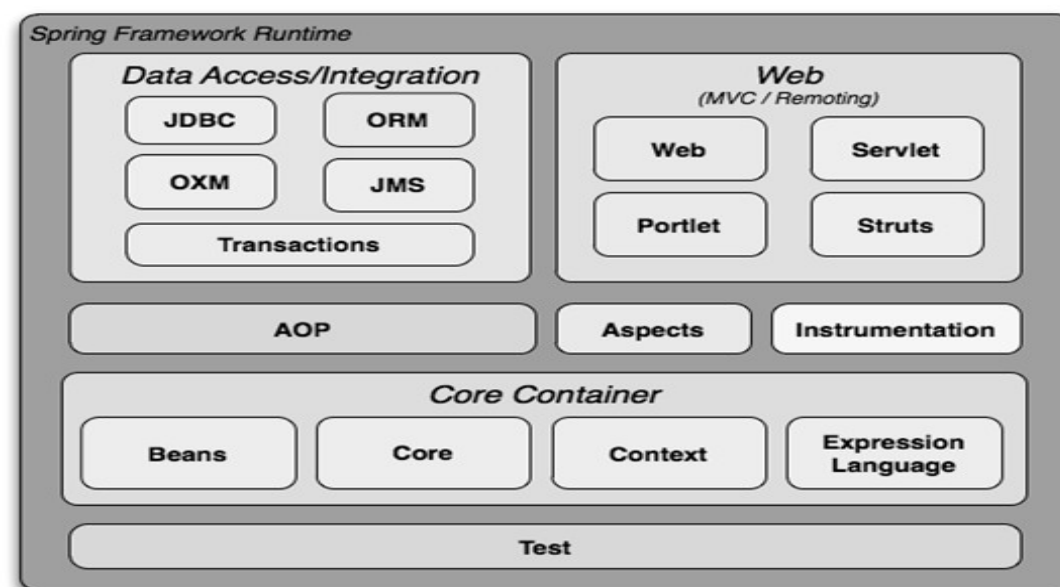 Spring Framework Runtime
Data Access/Integration
JDBC
ORM
OXM
JMS
Transactions
Web
(MVC / Remoting)
Web
Servlet
Portlet
Struts
AOP
Aspects
Instrumentation
Core Container
Beans
Core
Context
Expression
Language
Test